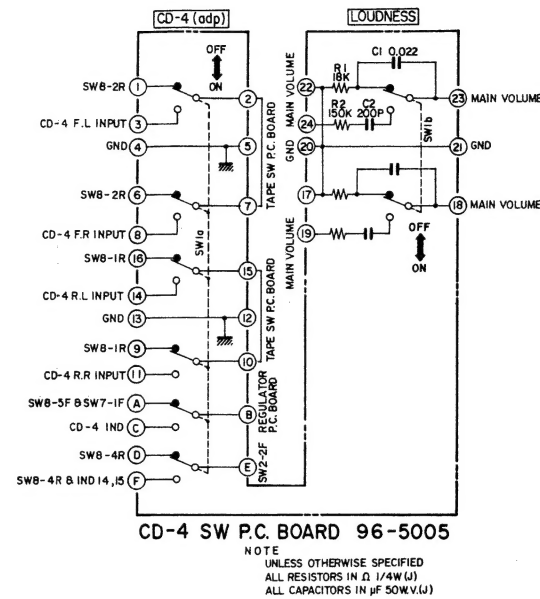 CD-4 (adp)
LOUDNESS
OFF
ON
SW8-2R 1
2
CD-4 F.L INPUT 3
GND 4
5
SW8-2R 6
7
CD-4 F.R INPUT 8
SW8-1R 16
15
CD-4 R.L INPUT 14
GND 13
12
SW8-1R 9
10
CD-4 R.R INPUT 11
SW8-5F & SW7-1F A
B
CD-4 IND C
SW8-4R D
E
SW8-4R & IND 14,15 F
SW1a
TAPE SW P.C. BOARD
TAPE SW P.C. BOARD
REGULATOR
P.C. BOARD
SW2-2F
C1 0.022
R1
18K
22
23 MAIN VOLUME
MAIN VOLUME
24
R2
150K
C2
200P
SW1b
GND
20
21 GND
17
18 MAIN VOLUME
19
MAIN VOLUME
OFF
ON
CD-4 SW P.C. BOARD 96-5005
NOTE
UNLESS OTHERWISE SPECIFIED
ALL RESISTORS IN Ω 1/4W (J)
ALL CAPACITORS IN µF 50W.V. (J)